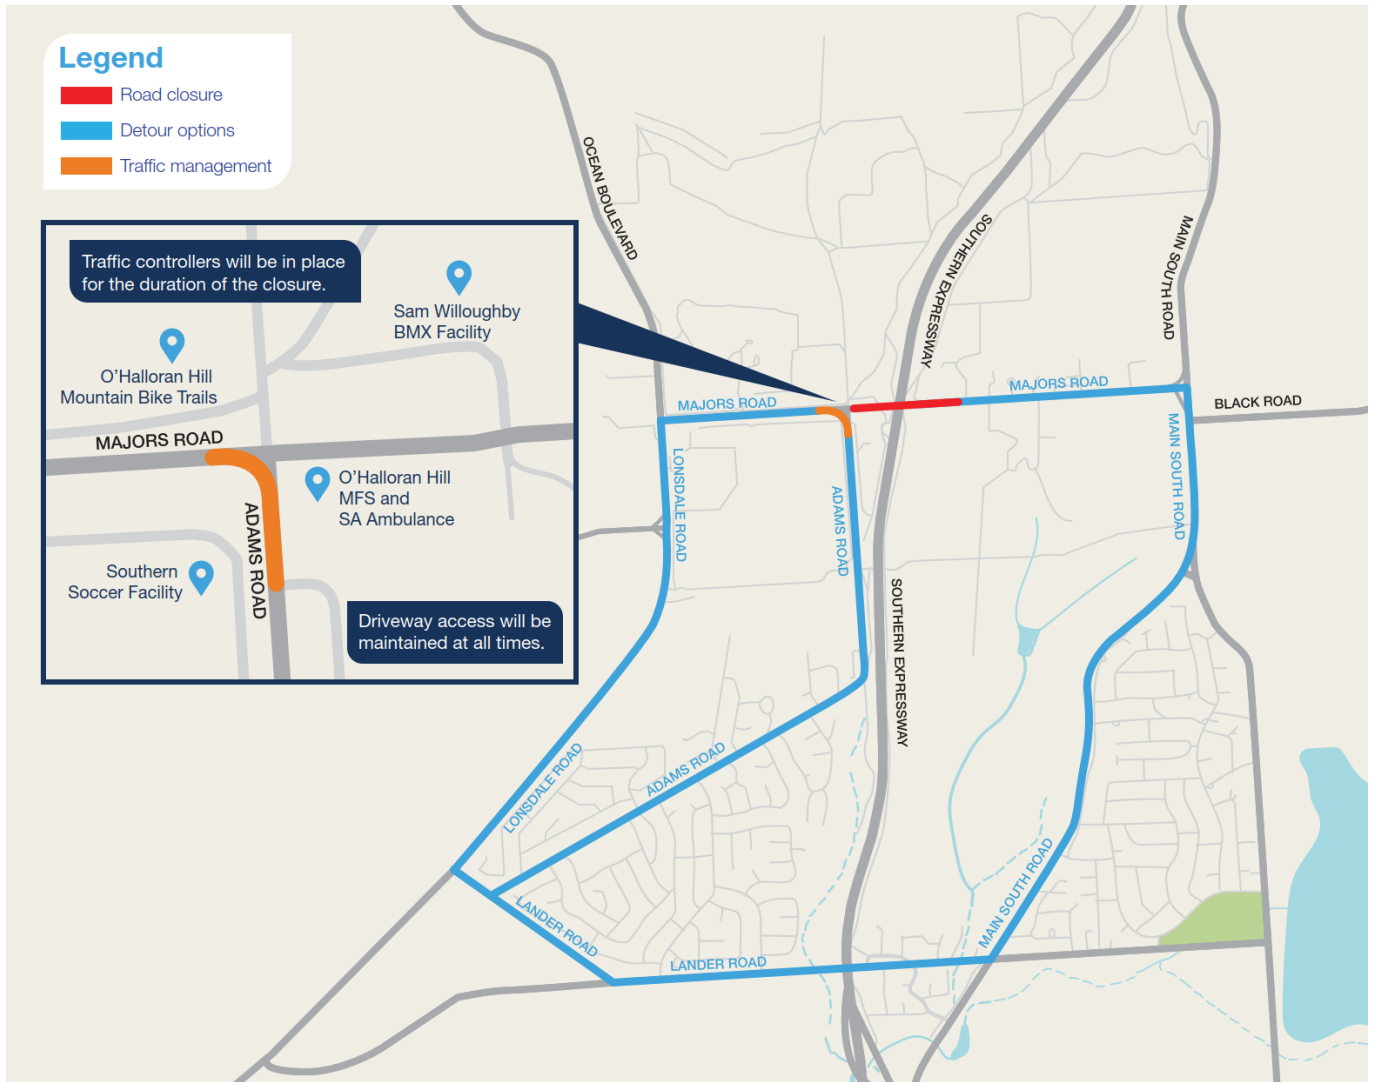 Legend
Road closure
Detour options
Traffic management
Traffic controllers will be in place
for the duration of the closure.
Sam Willoughby
BMX Facility
O'Halloran Hill
Mountain Bike Trails
MAJORS ROAD
O'Halloran Hill
MFS and
SA Ambulance
ADAMS ROAD
Southern
Soccer Facility
Driveway access will be
maintained at all times.
OCEAN BOULEVARD
SOUTHERN EXPRESSWAY
MAIN SOUTH ROAD
MAJORS ROAD
MAJORS ROAD
BLACK ROAD
LONSDALE ROAD
ADAMS ROAD
MAIN SOUTH ROAD
SOUTHERN EXPRESSWAY
LONSDALE ROAD
ADAMS ROAD
MAIN SOUTH ROAD
LANDER ROAD
LANDER ROAD